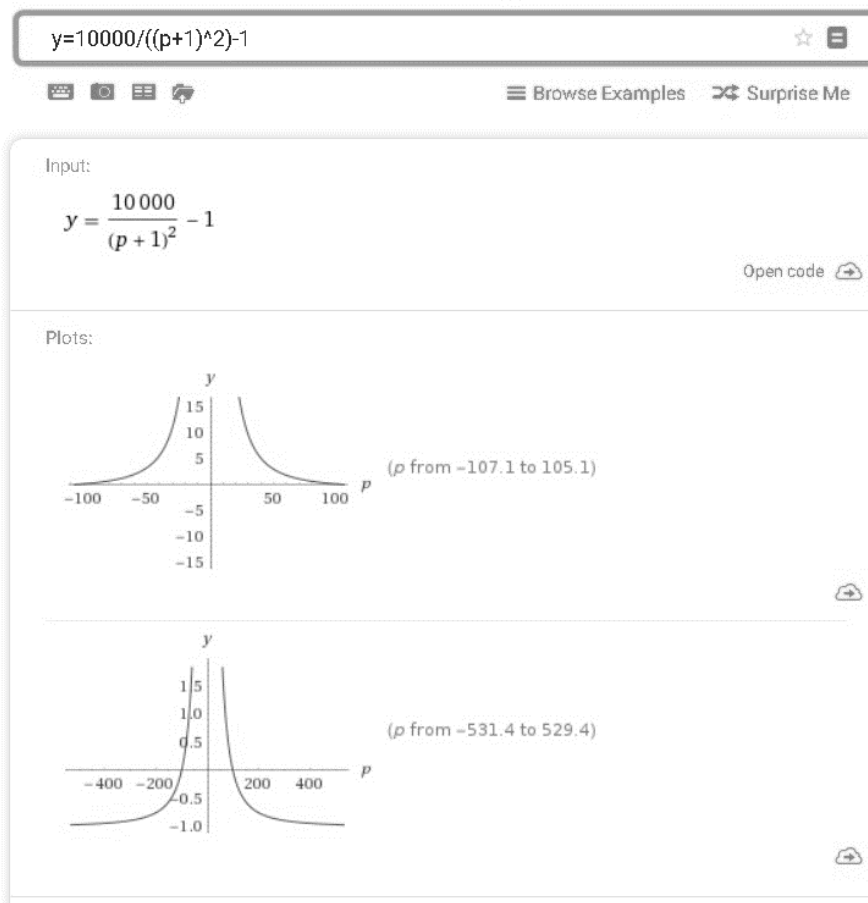 y=10000/((p+1)^2)-1
Browse Examples Surprise Me
Input:
y = 10000/(p + 1)² − 1
Open code
Plots:
y
15
10
5
p
−100 −50 50 100
−5
−10
−15
(p from −107.1 to 105.1)
y
1.5
1.0
0.5
p
−400 −200 200 400
−0.5
−1.0
(p from −531.4 to 529.4)